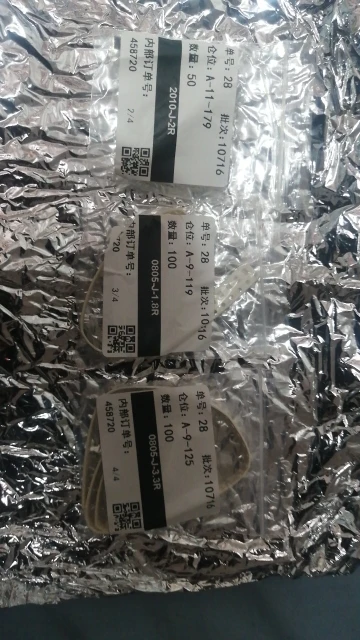 单号: 28 批次:10716
仓位: A-11-179
数量: 50
2010-J-2R
内部订单号:
458720 2/4
单号: 28 批次:10716
仓位: A-9-119
数量: 100
0805-J-1.8R
内部订单号:
720 3/4
单号: 28 批次:10716
仓位: A-9-125
数量: 100
0805-J-3.3R
内部订单号:
458720 4/4